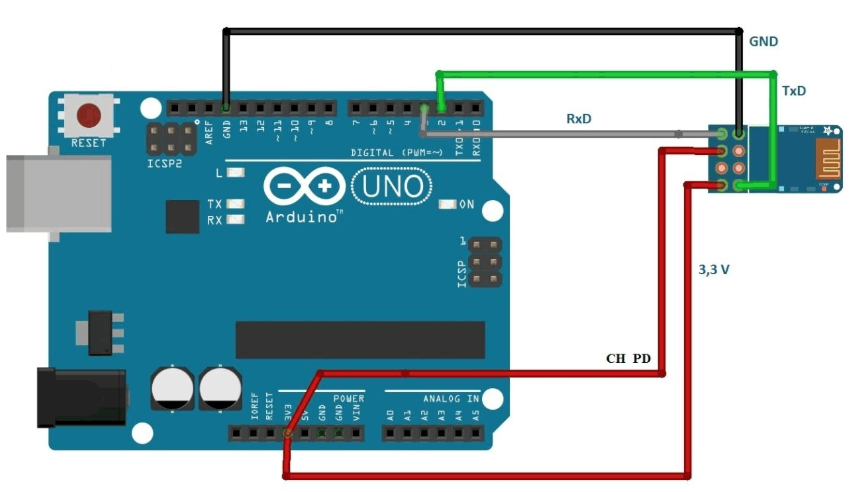 GND
TxD
RxD
RESET
ICSP2
AREF
GND
13
12
~11
~10
~9
8
7
~6
~5
4
2
TX0 1
RX0 0
DIGITAL (PWM=~)
L
TX
RX
UNO
Arduino™
ON
1
ICSP
3,3 V
CH PD
POWER
ANALOG IN
IOREF
RESET
3V3
5V
GND
GND
VIN
A0
A1
A2
A3
A4
A5